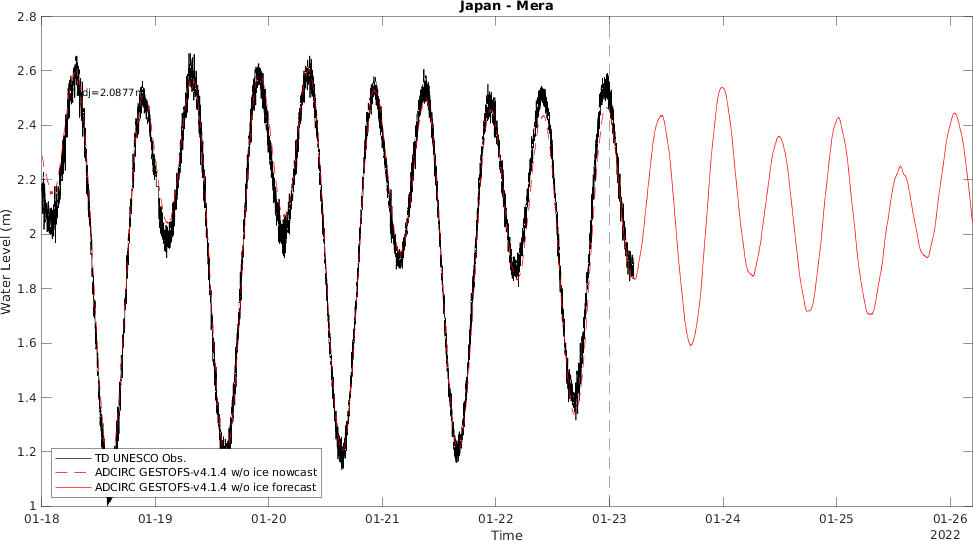 Japan - Mera
2.8
2.6
2.4
2.2
2
1.8
1.6
1.4
1.2
1
Water Level (m)
dj=2.0877m
TD UNESCO Obs.
ADCIRC GESTOFS-v4.1.4 w/o ice nowcast
ADCIRC GESTOFS-v4.1.4 w/o ice forecast
01-18
01-19
01-20
01-21
01-22
01-23
01-24
01-25
01-26
Time
2022